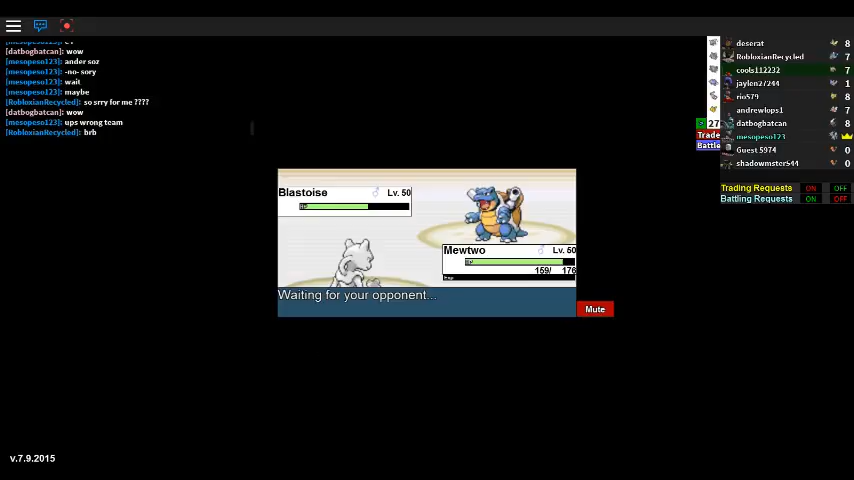 [datbogbatcan]: wow
[mesopeso123]: ander soz
[mesopeso123]: -no- sory
[mesopeso123]: wait
[mesopeso123]: maybe
[RobloxianRecycled]: so srry for me ????
[datbogbatcan]: wow
[mesopeso123]: ups wrong team
[RobloxianRecycled]: brb
deserat 8
RobloxianRecycled 7
cools112232 7
jaylen27244 1
rio579 8
andrewlops1 7
datbogbatcan 8
mesopeso123
Guest 5974 0
shadowmster544 0
27
Trade
Battle
Trading Requests ON OFF
Battling Requests ON OFF
Blastoise ♂ Lv. 50
Mewtwo ♂ Lv. 50
159/ 176
Waiting for your opponent...
Mute
v.7.9.2015